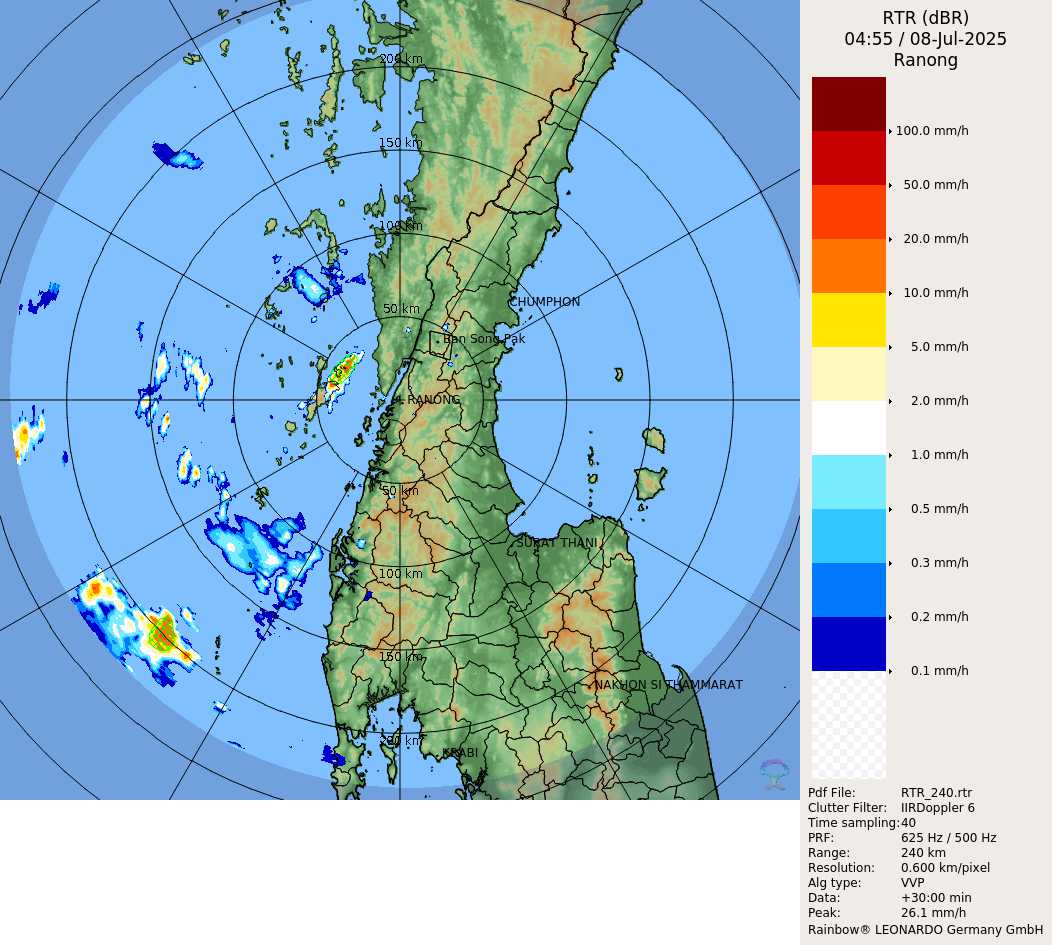 RTR (dBR)
04:55 / 08-Jul-2025
Ranong
100.0 mm/h
50.0 mm/h
20.0 mm/h
10.0 mm/h
5.0 mm/h
2.0 mm/h
1.0 mm/h
0.5 mm/h
0.3 mm/h
0.2 mm/h
0.1 mm/h
200 km
150 km
100 km
50 km
CHUMPHON
Ban Song Pak
RANONG
50 km
SURAT THANI
100 km
150 km
NAKHON SI THAMMARAT
200 km
KRABI
Pdf File: RTR_240.rtr
Clutter Filter: IIRDoppler 6
Time sampling: 40
PRF: 625 Hz / 500 Hz
Range: 240 km
Resolution: 0.600 km/pixel
Alg type: VVP
Data: +30:00 min
Peak: 26.1 mm/h
Rainbow® LEONARDO Germany GmbH